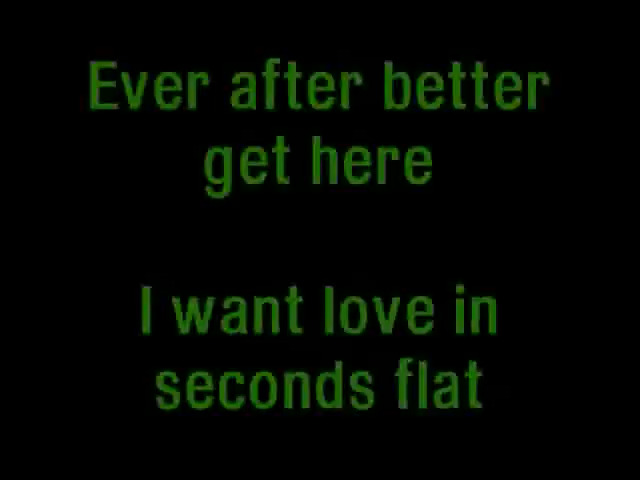 Ever after better
get here
I want love in
seconds flat